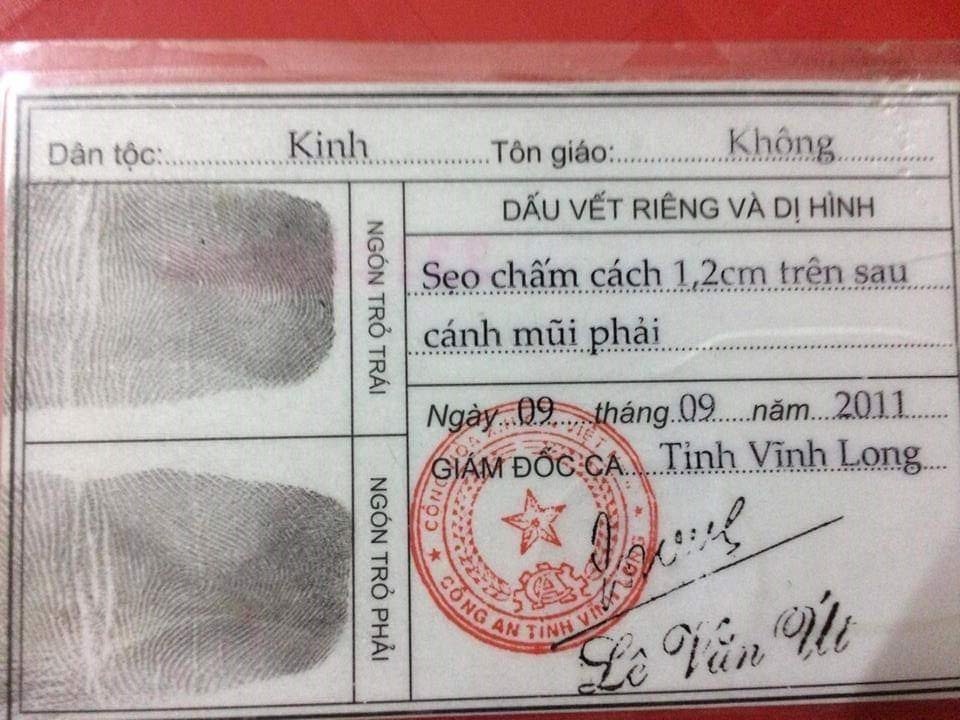 Dân tộc: Kinh Tôn giáo: Không
NGÓN TRỎ TRÁI
NGÓN TRỎ PHẢI
DẤU VẾT RIÊNG VÀ DỊ HÌNH
Sẹo chấm cách 1,2cm trên sau
cánh mũi phải
Ngày 09 tháng 09 năm 2011
GIÁM ĐỐC CA Tỉnh Vĩnh Long
CÔNG AN TỈNH VĨNH LONG
Lê Văn Út